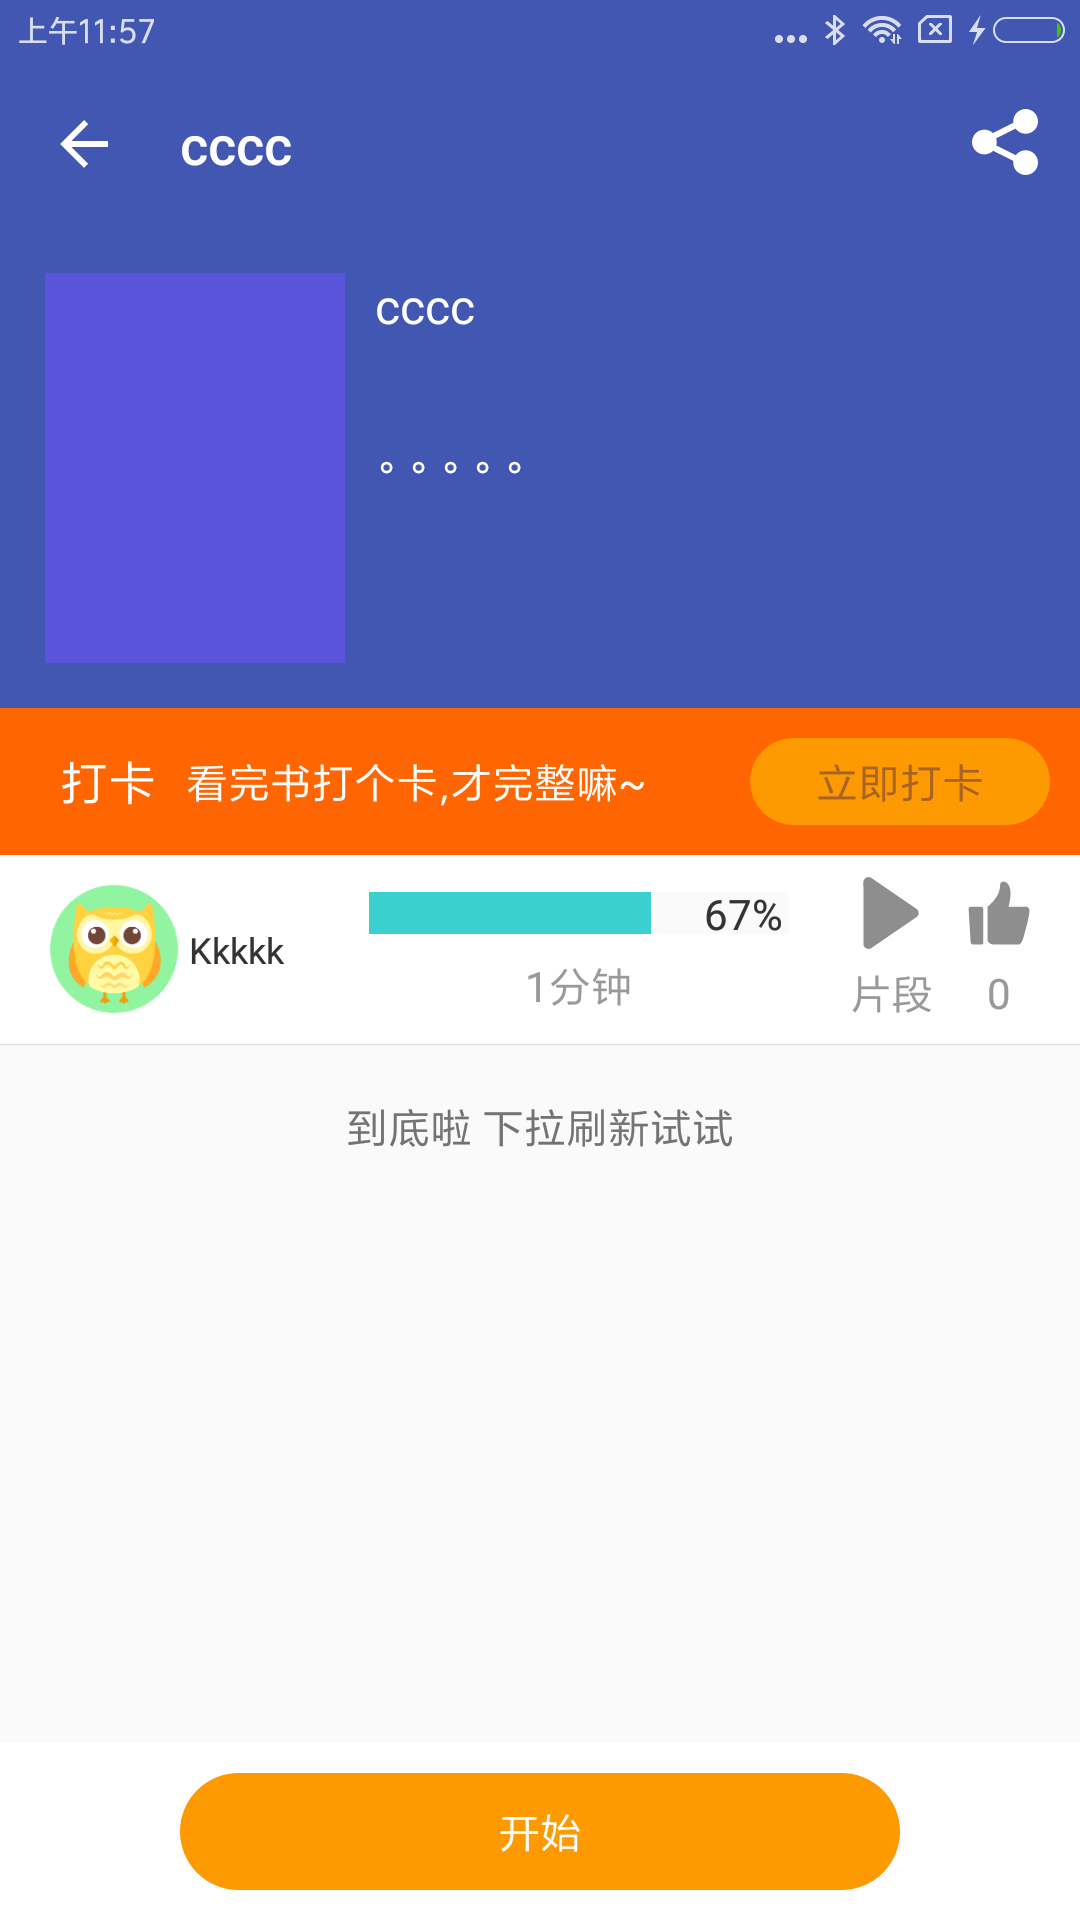 上午11:57
cccc
cccc
。。。。。
打卡 看完书打个卡,才完整嘛~ 立即打卡
Kkkkk 67%
1分钟 片段 0
到底啦 下拉刷新试试
开始